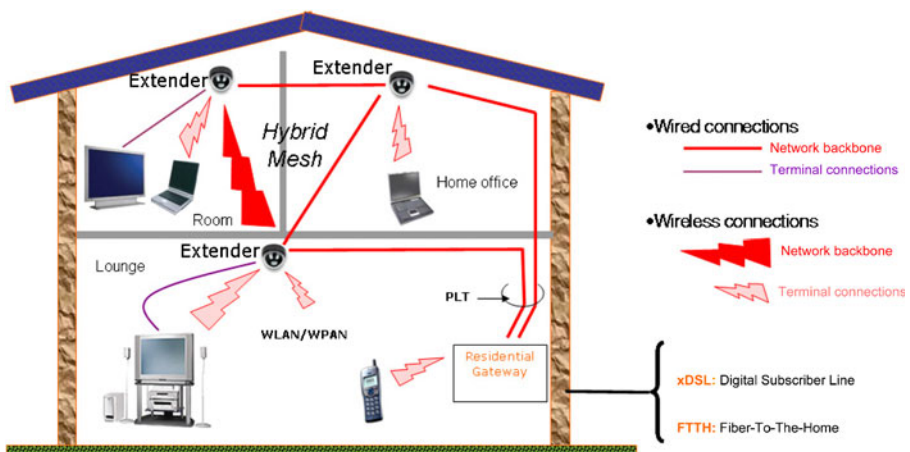 Extender
Extender
Hybrid
Mesh
Room
Home office
Extender
Lounge
WLAN/WPAN
PLT
Residential
Gateway
•Wired connections
Network backbone
Terminal connections
•Wireless connections
Network backbone
Terminal connections
xDSL: Digital Subscriber Line
FTTH: Fiber-To-The-Home